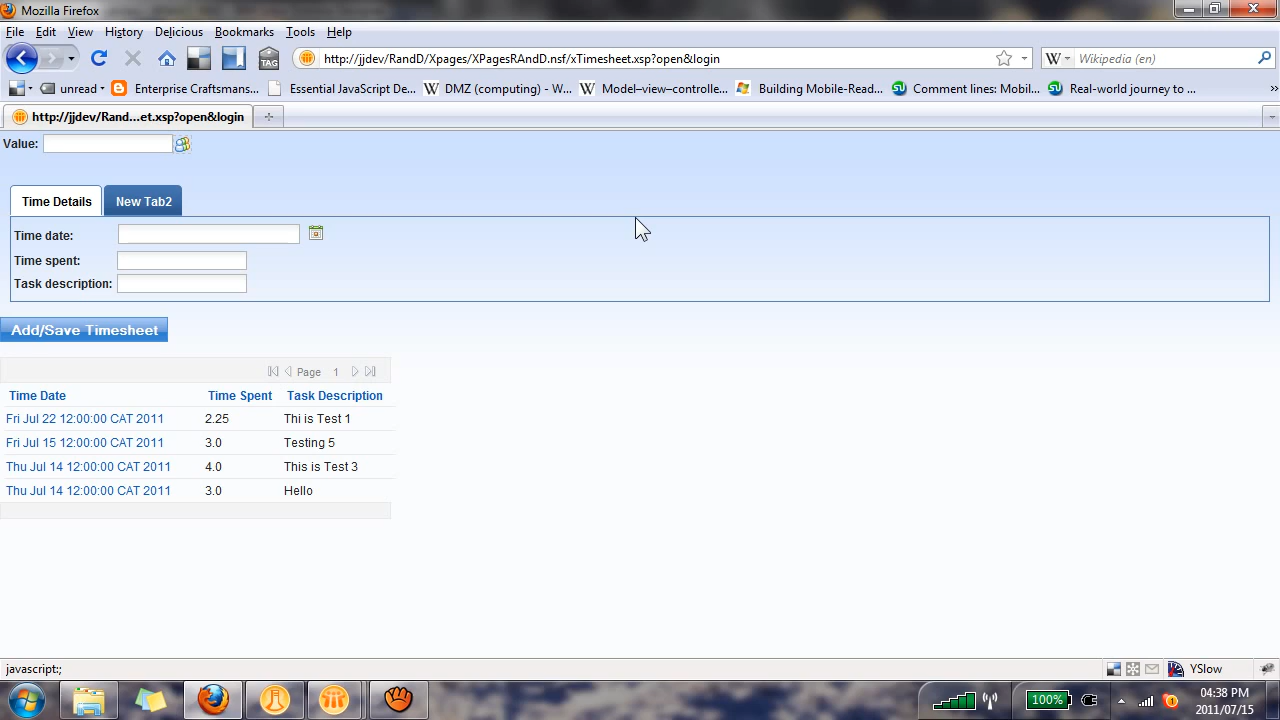 Mozilla Firefox
File Edit View History Delicious Bookmarks Tools Help
TAG
http://jjdev/RandD/Xpages/XPagesRAndD.nsf/xTimesheet.xsp?open&login
W Wikipedia (en)
unread Enterprise Craftsmans... Essential JavaScript De... W DMZ (computing) - W... W Model–view–controlle... Building Mobile-Read... Comment lines: Mobil... Real-world journey to ... »
http://jjdev/Rand...et.xsp?open&login
Value:
Time Details New Tab2
Time date:
Time spent:
Task description:
Add/Save Timesheet
Page 1
Time Date Time Spent Task Description
Fri Jul 22 12:00:00 CAT 2011 2.25 Thi is Test 1
Fri Jul 15 12:00:00 CAT 2011 3.0 Testing 5
Thu Jul 14 12:00:00 CAT 2011 4.0 This is Test 3
Thu Jul 14 12:00:00 CAT 2011 3.0 Hello
javascript:; YSlow
100% 04:38 PM
2011/07/15